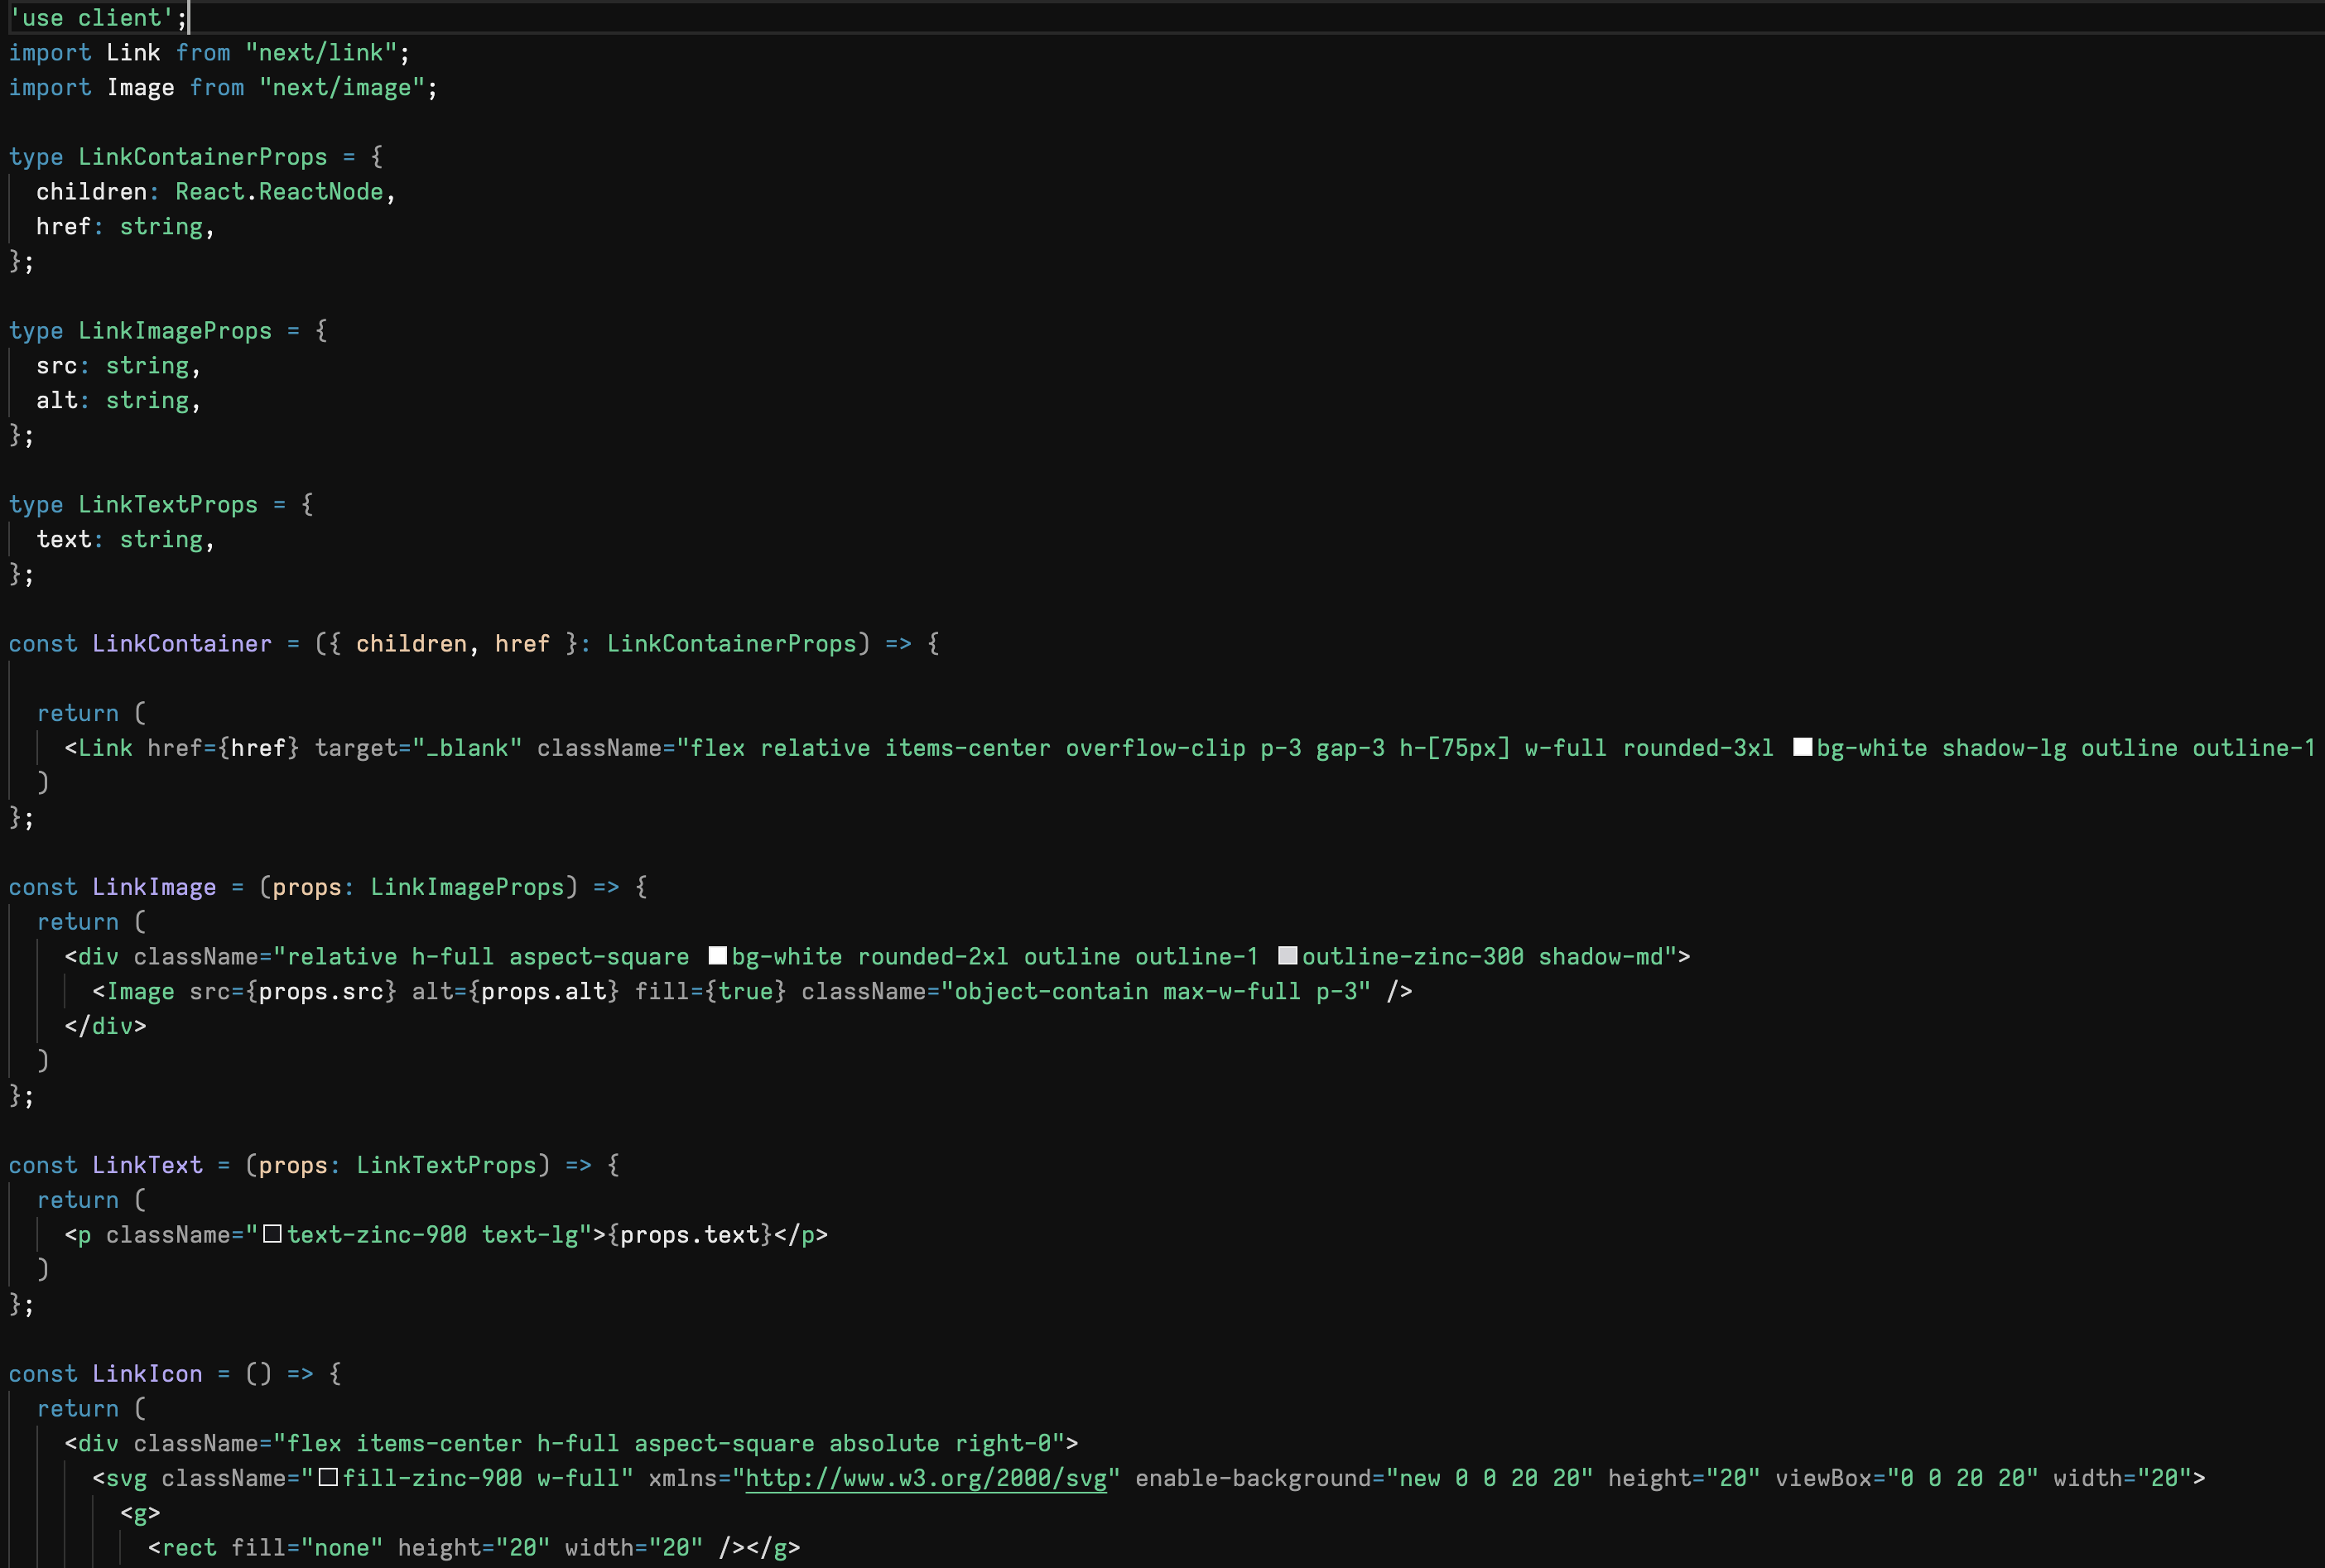 'use client';
import Link from "next/link";
import Image from "next/image";
type LinkContainerProps = {
children: React.ReactNode,
href: string,
};
type LinkImageProps = {
src: string,
alt: string,
};
type LinkTextProps = {
text: string,
};
const LinkContainer = ({ children, href }: LinkContainerProps) => {
return (
<Link href={href} target="_blank" className="flex relative items-center overflow-clip p-3 gap-3 h-[75px] w-full rounded-3xl bg-white shadow-lg outline outline-1
)
};
const LinkImage = (props: LinkImageProps) => {
return (
<div className="relative h-full aspect-square bg-white rounded-2xl outline outline-1 outline-zinc-300 shadow-md">
<Image src={props.src} alt={props.alt} fill={true} className="object-contain max-w-full p-3" />
</div>
)
};
const LinkText = (props: LinkTextProps) => {
return (
<p className="text-zinc-900 text-lg">{props.text}</p>
)
};
const LinkIcon = () => {
return (
<div className="flex items-center h-full aspect-square absolute right-0">
<svg className="fill-zinc-900 w-full" xmlns="http://www.w3.org/2000/svg" enable-background="new 0 0 20 20" height="20" viewBox="0 0 20 20" width="20">
<g>
<rect fill="none" height="20" width="20" /></g>